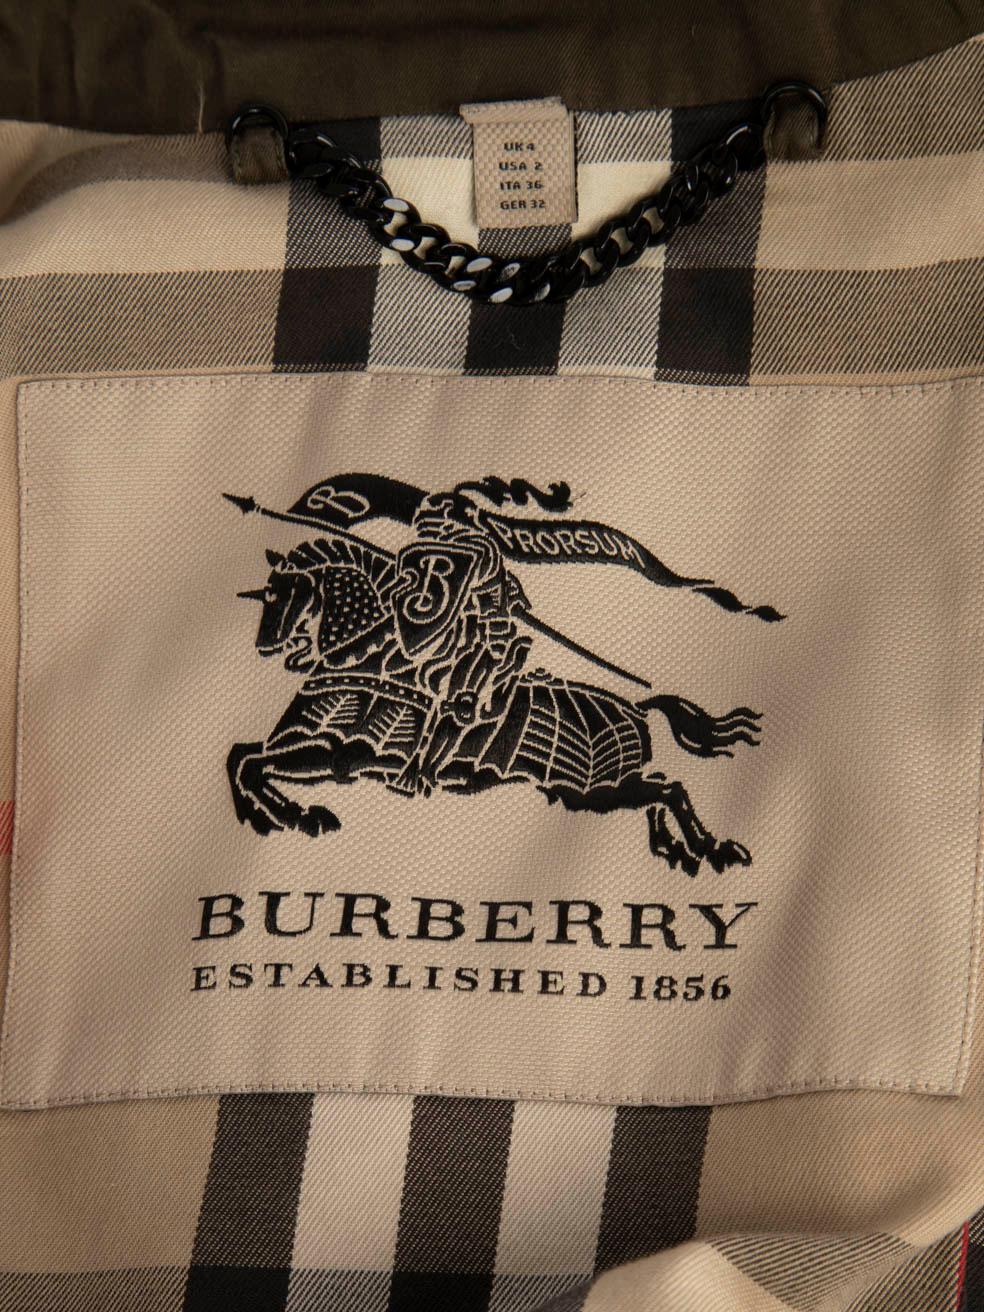 UK 4
USA 2
ITA 36
GER 32
B PRORSUM
B
BURBERRY
ESTABLISHED 1856